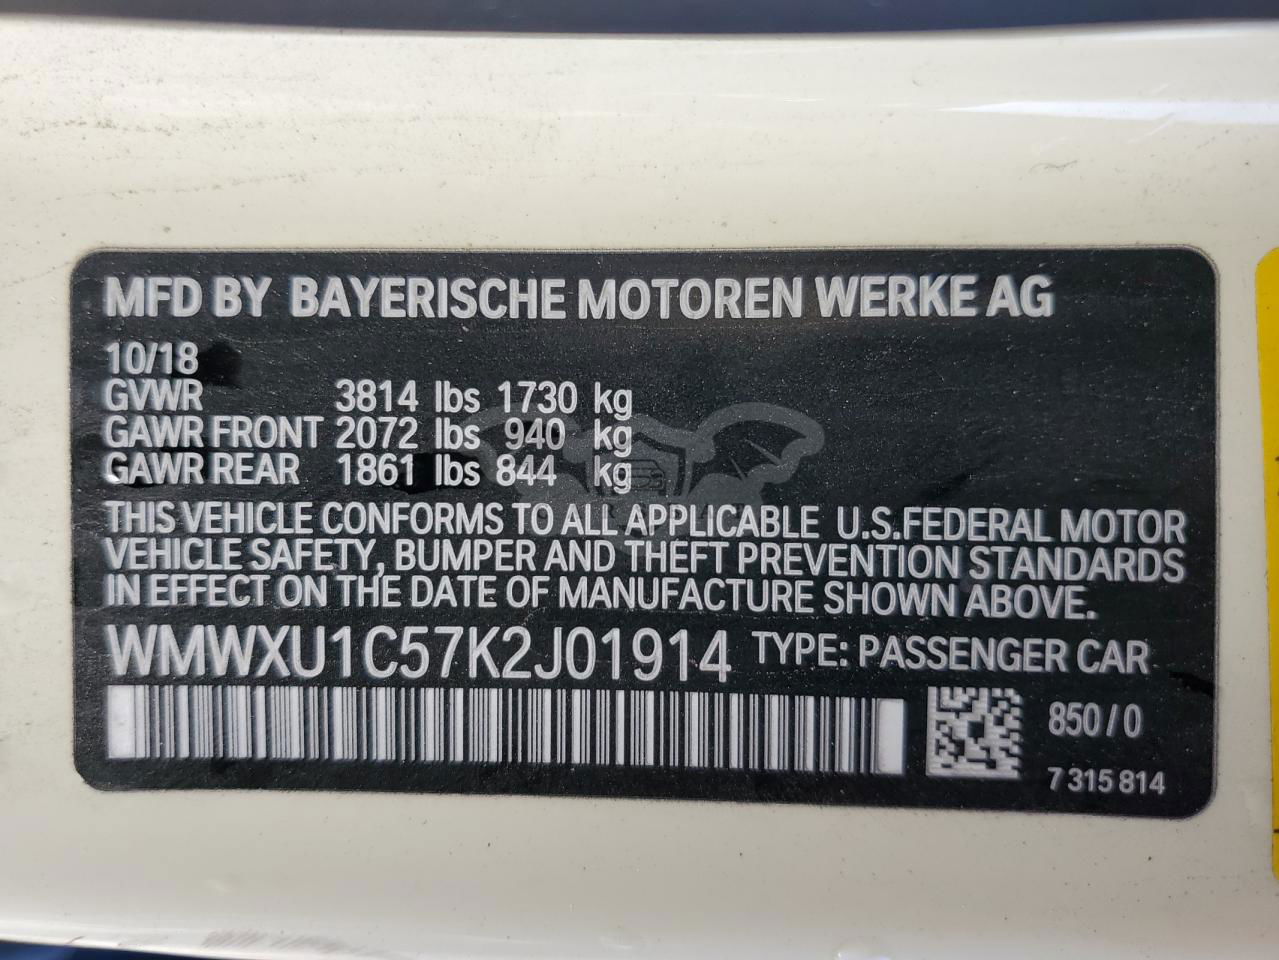 MFD BY BAYERISCHE MOTOREN WERKE AG
10/18
GVWR 3814 lbs 1730 kg
GAWR FRONT 2072 lbs 940 kg
GAWR REAR 1861 lbs 844 kg
THIS VEHICLE CONFORMS TO ALL APPLICABLE U.S.FEDERAL MOTOR
VEHICLE SAFETY, BUMPER AND THEFT PREVENTION STANDARDS
IN EFFECT ON THE DATE OF MANUFACTURE SHOWN ABOVE.
WMWXU1C57K2J01914 TYPE: PASSENGER CAR
850/0
7 315 814